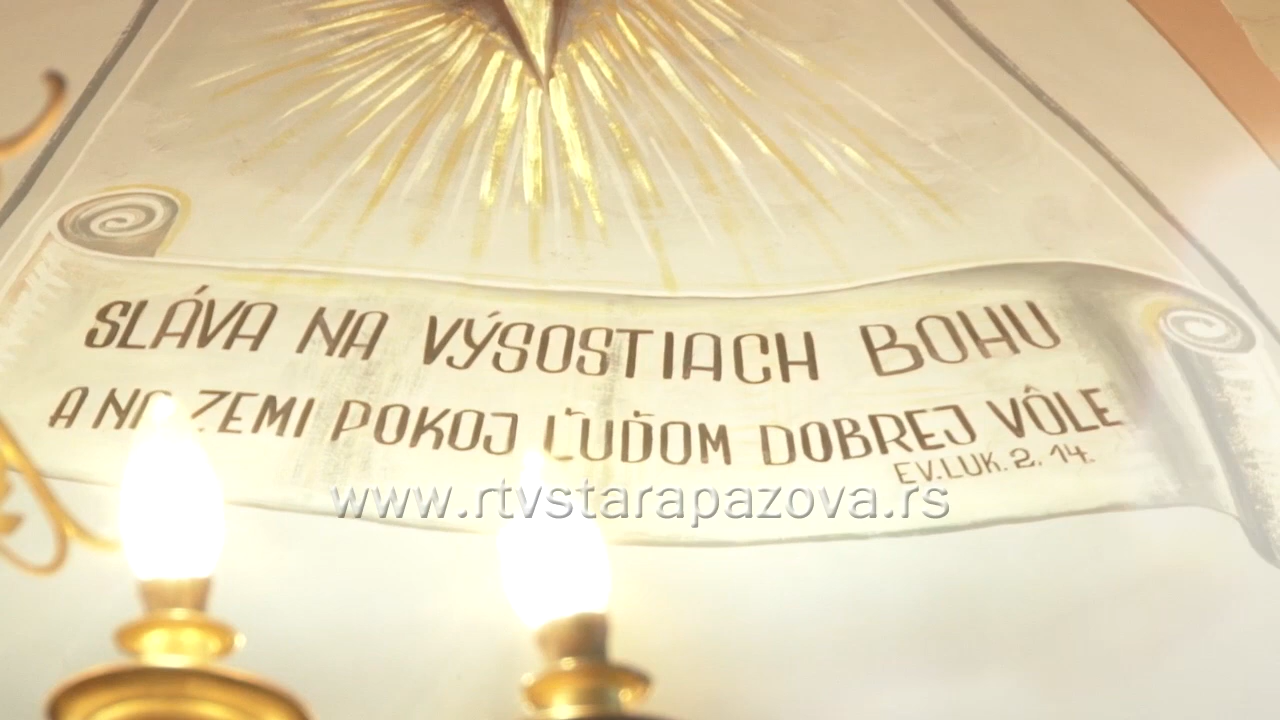 SLÁVA NA VÝSOSTIACH BOHU
A NA ZEMI POKOJ ĽUĎOM DOBREJ VÔLE
EV.LUK. 2. 14.
www.rtvstarapazova.rs